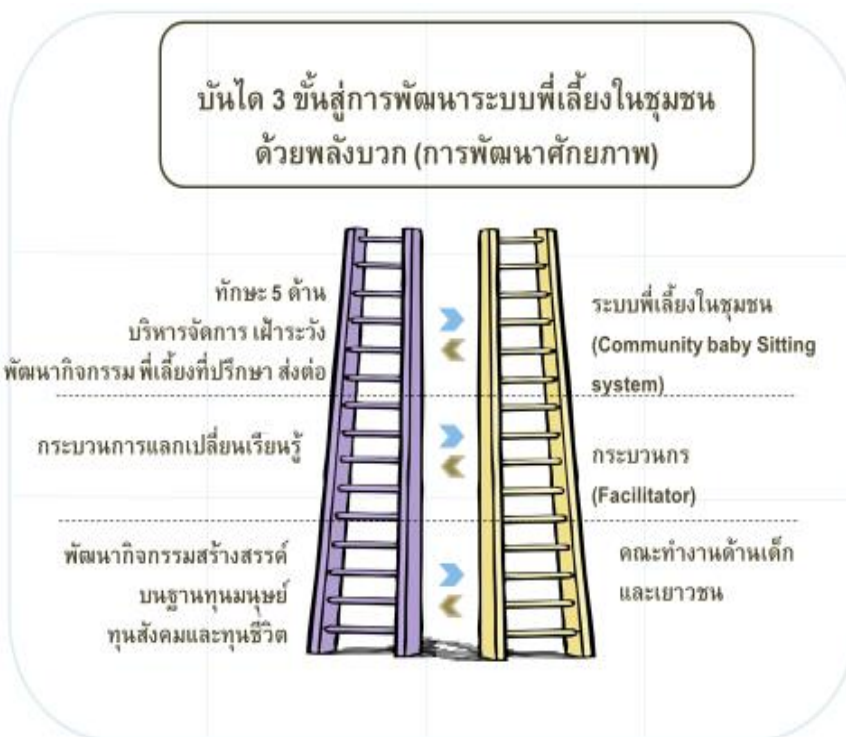 บันได 3 ขั้นสู่การพัฒนาระบบพี่เลี้ยงในชุมชน
ด้วยพลังบวก (การพัฒนาศักยภาพ)
ทักษะ 5 ด้าน
บริหารจัดการ เฝ้าระวัง
พัฒนากิจกรรม พี่เลี้ยงที่ปรึกษา ส่งต่อ
ระบบพี่เลี้ยงในชุมชน
(Community baby Sitting
system)
กระบวนการแลกเปลี่ยนเรียนรู้
กระบวนกร
(Facilitator)
พัฒนากิจกรรมสร้างสรรค์
บนฐานทุนมนุษย์
ทุนสังคมและทุนชีวิต
คณะทำงานด้านเด็ก
และเยาวชน